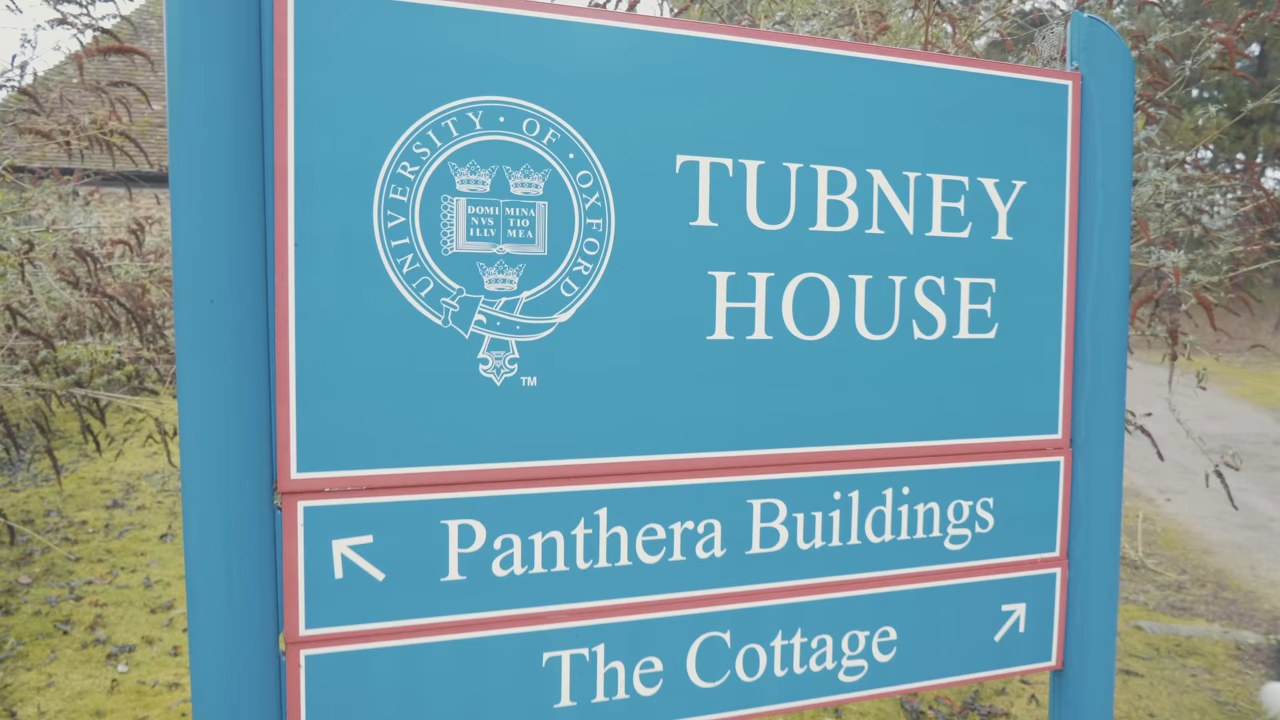 UNIVERSITY · OF · OXFORD
DOMI MINA
NVS TIO
ILLV MEA
TM
TUBNEY
HOUSE
Panthera Buildings
The Cottage